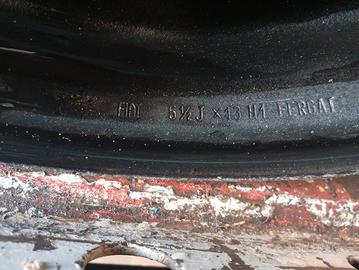 FIAT 5½J × 13 H1 FERGAT